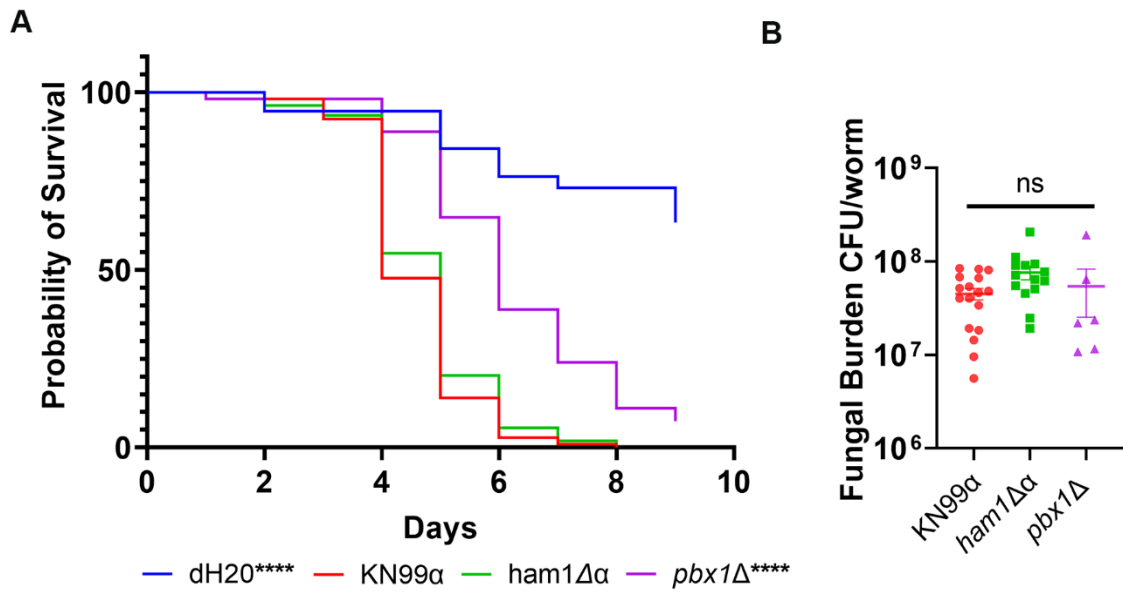 A
B
Probability of Survival
100
50
0
0 2 4 6 8 10
Days
dH20**** KN99α ham1Δα pbx1Δ****
Fungal Burden CFU/worm
10⁹
10⁸
10⁷
10⁶
ns
KN99α
ham1Δα
pbx1Δ